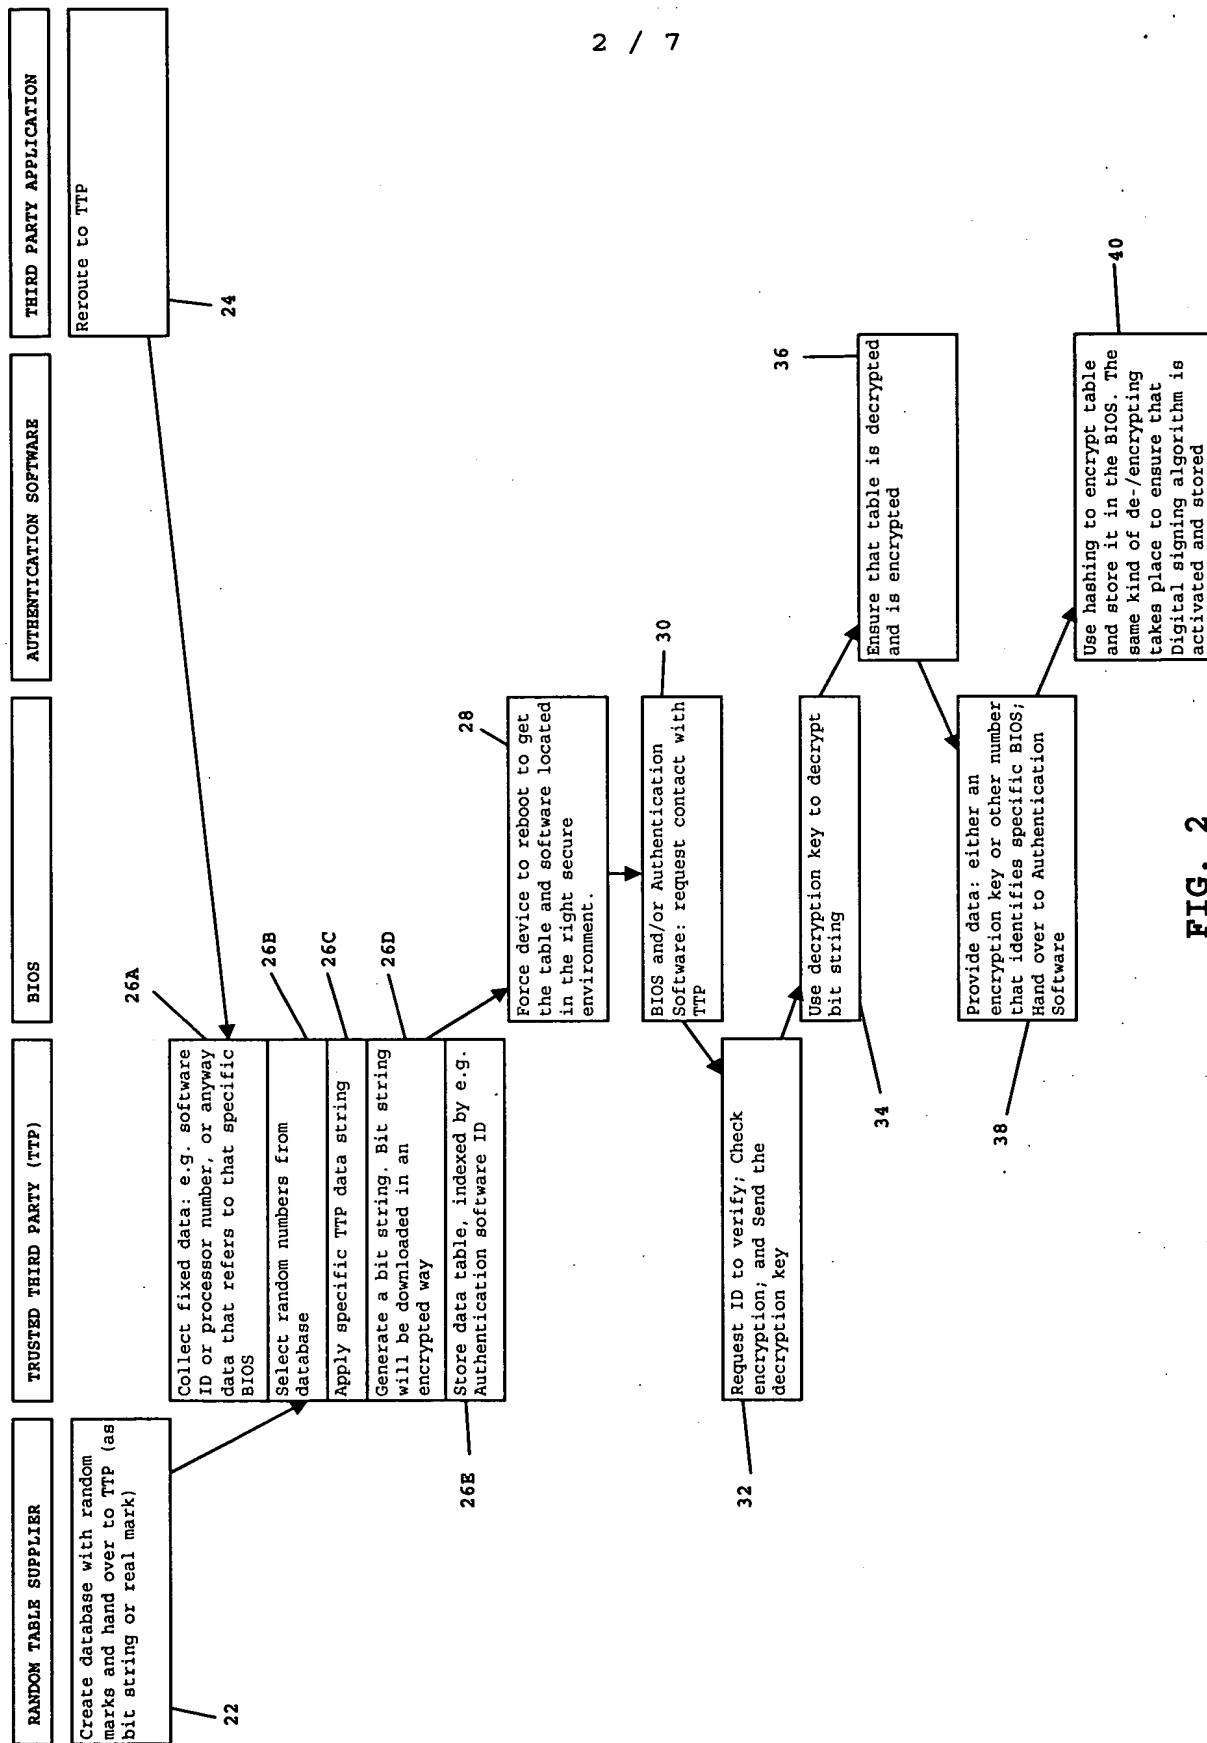 2 / 7
RANDOM TABLE SUPPLIER
TRUSTED THIRD PARTY (TTP)
BIOS
AUTHENTICATION SOFTWARE
THIRD PARTY APPLICATION
Create database with random
marks and hand over to TTP (as
bit string or real mark)
22
Reroute to TTP
24
26A
Collect fixed data: e.g. software
ID or processor number, or anyway
data that refers to that specific
BIOS
26B
Select random numbers from
database
26C
Apply specific TTP data string
26D
Generate a bit string. Bit string
will be downloaded in an
encrypted way
Store data table, indexed by e.g.
Authentication software ID
26E
28
Force device to reboot to get
the table and software located
in the right secure
environment.
30
BIOS and/or Authentication
Software: request contact with
TTP
Request ID to verify; Check
encryption; and Send the
decryption key
32
Use decryption key to decrypt
bit string
34
36
Ensure that table is decrypted
and is encrypted
Provide data: either an
encryption key or other number
that identifies specific BIOS;
Hand over to Authentication
Software
38
40
Use hashing to encrypt table
and store it in the BIOS. The
same kind of de-/encrypting
takes place to ensure that
Digital signing algorithm is
activated and stored
FIG. 2